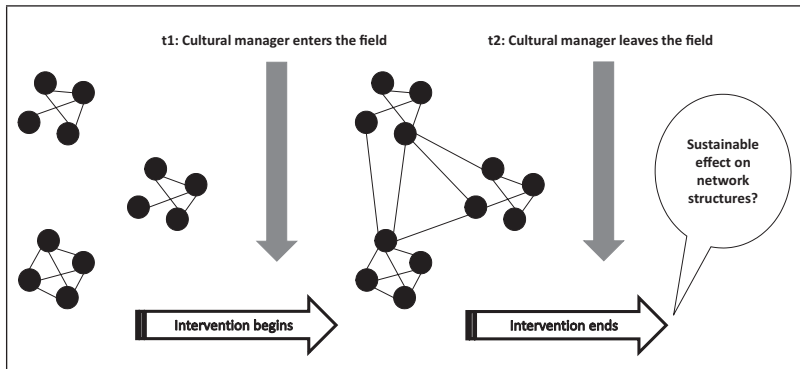 t1: Cultural manager enters the field
t2: Cultural manager leaves the field
Sustainable
effect on
network
structures?
Intervention begins
Intervention ends